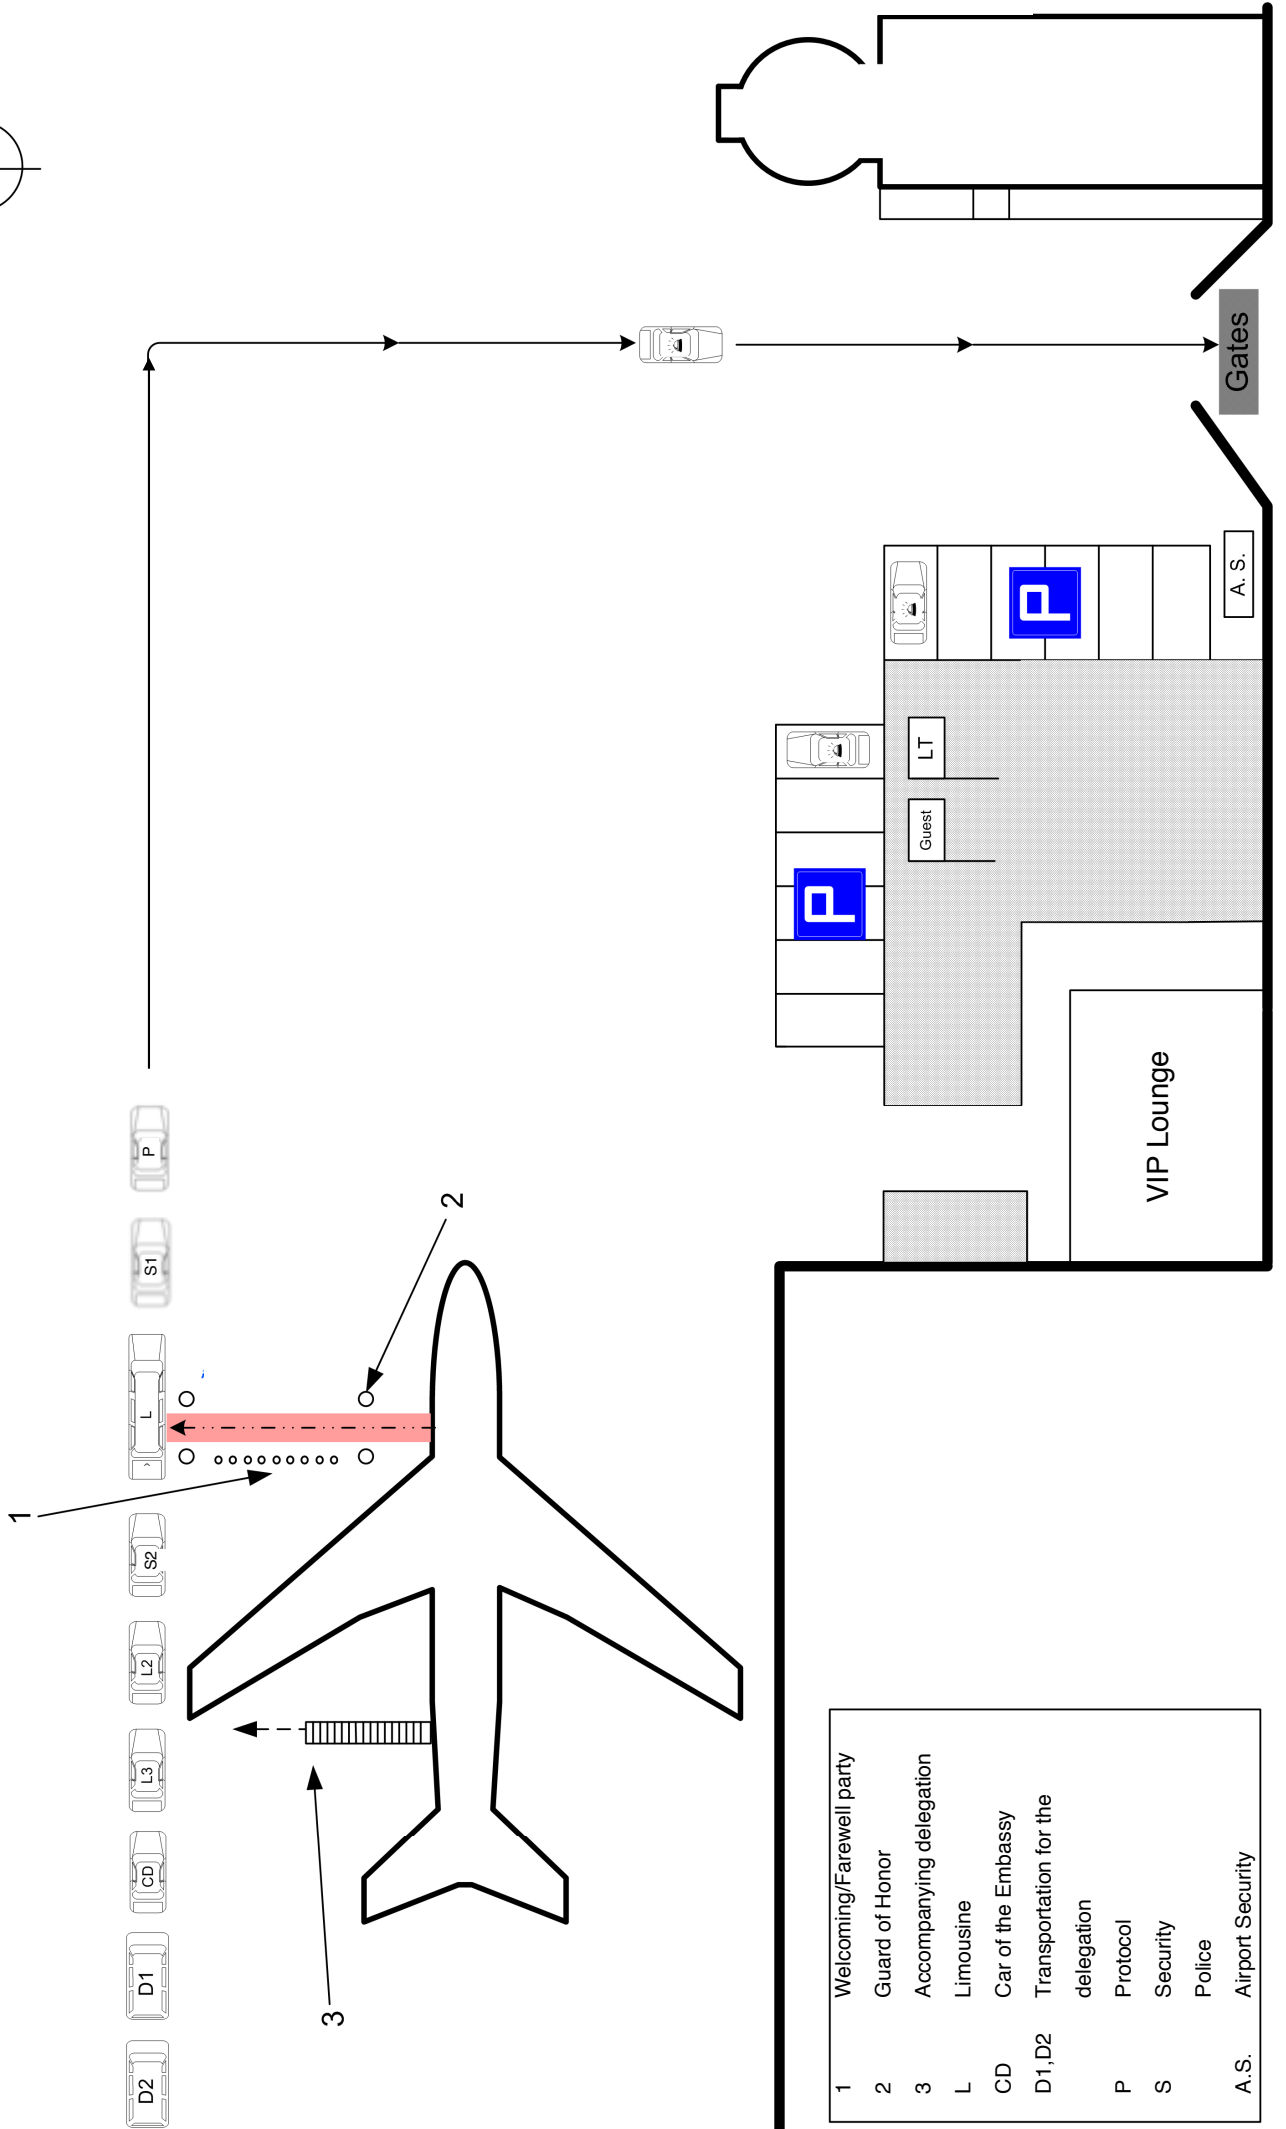 D2
D1
CD
L3
L2
S2
L
S1
P
1
2
3
P
P
Guest
LT
A. S.
Gates
VIP Lounge
1 Welcoming/Farewell party
2 Guard of Honor
3 Accompanying delegation
L Limousine
CD Car of the Embassy
D1,D2 Transportation for the
delegation
P Protocol
S Security
Police
A.S. Airport Security